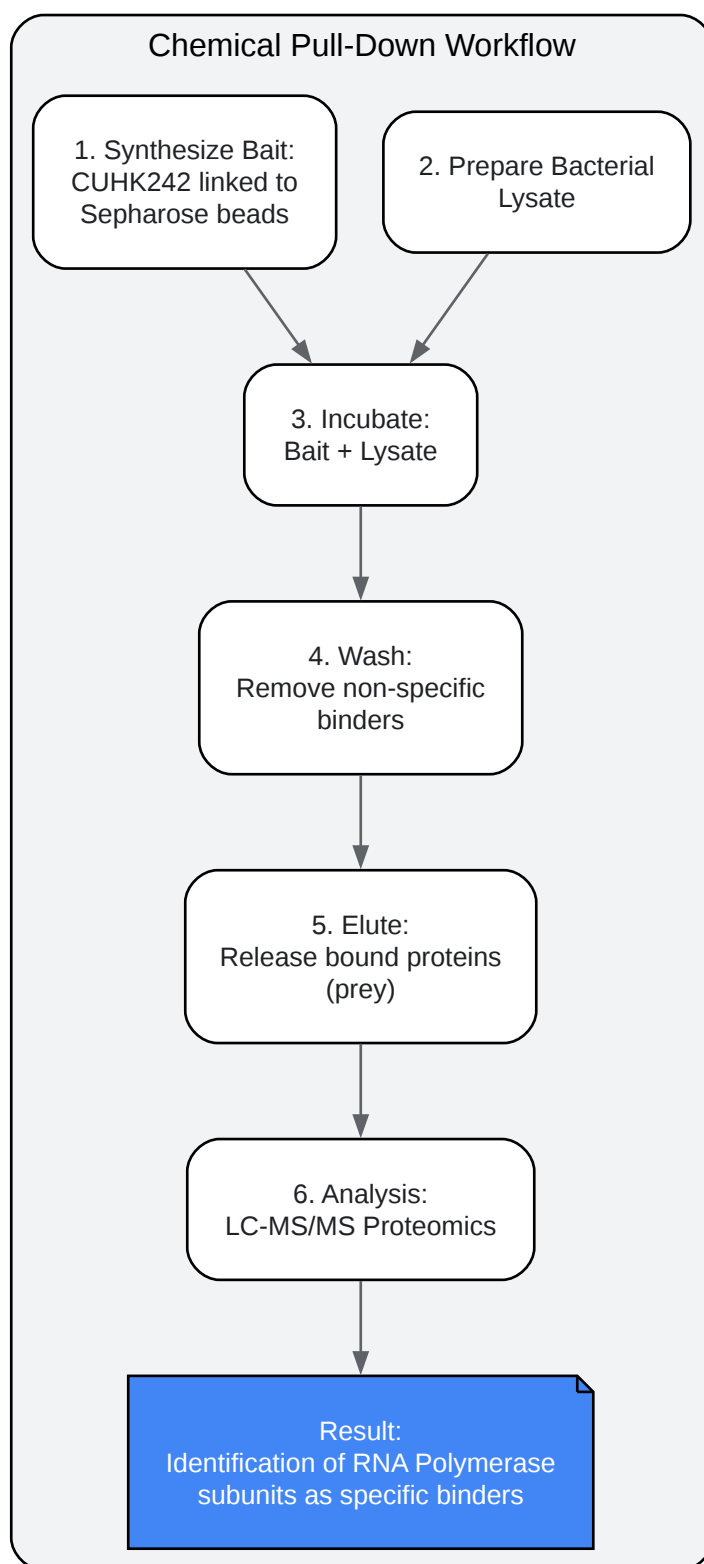 Chemical Pull-Down Workflow
1. Synthesize Bait:
CUHK242 linked to
Sepharose beads
2. Prepare Bacterial
Lysate
3. Incubate:
Bait + Lysate
4. Wash:
Remove non-specific
binders
5. Elute:
Release bound proteins
(prey)
6. Analysis:
LC-MS/MS Proteomics
Result:
Identification of RNA Polymerase
subunits as specific binders